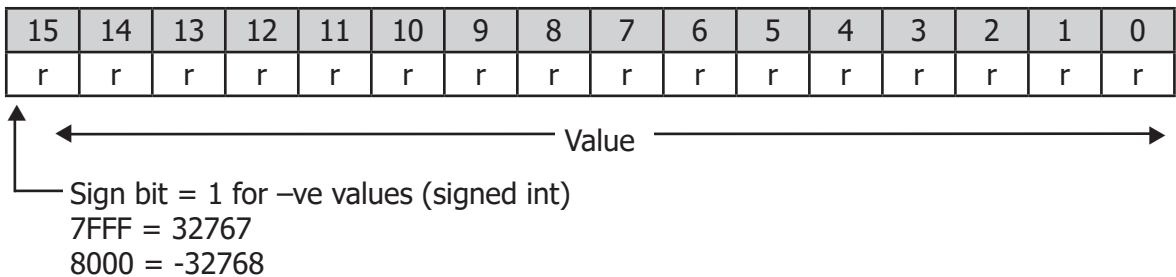 15 14 13 12 11 10 9 8 7 6 5 4 3 2 1 0
r r r r r r r r r r r r r r r r
Value
Sign bit = 1 for –ve values (signed int)
7FFF = 32767
8000 = -32768